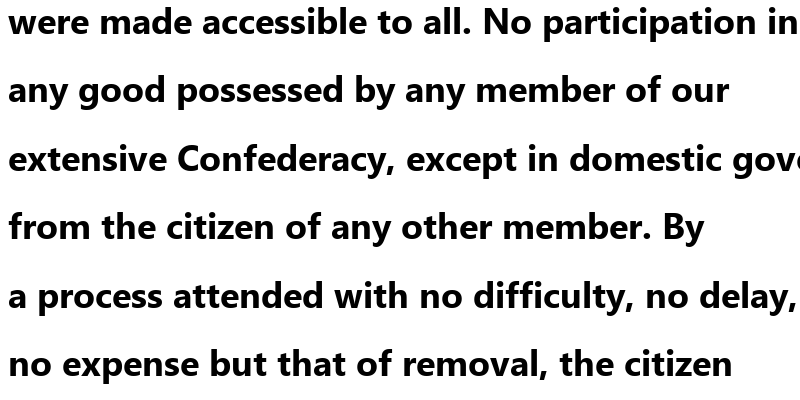 were made accessible to all. No participation in
any good possessed by any member of our
extensive Confederacy, except in domestic
from the citizen of any other member. By
a process attended with no difficulty, no delay,
no expense but that of removal, the citizen